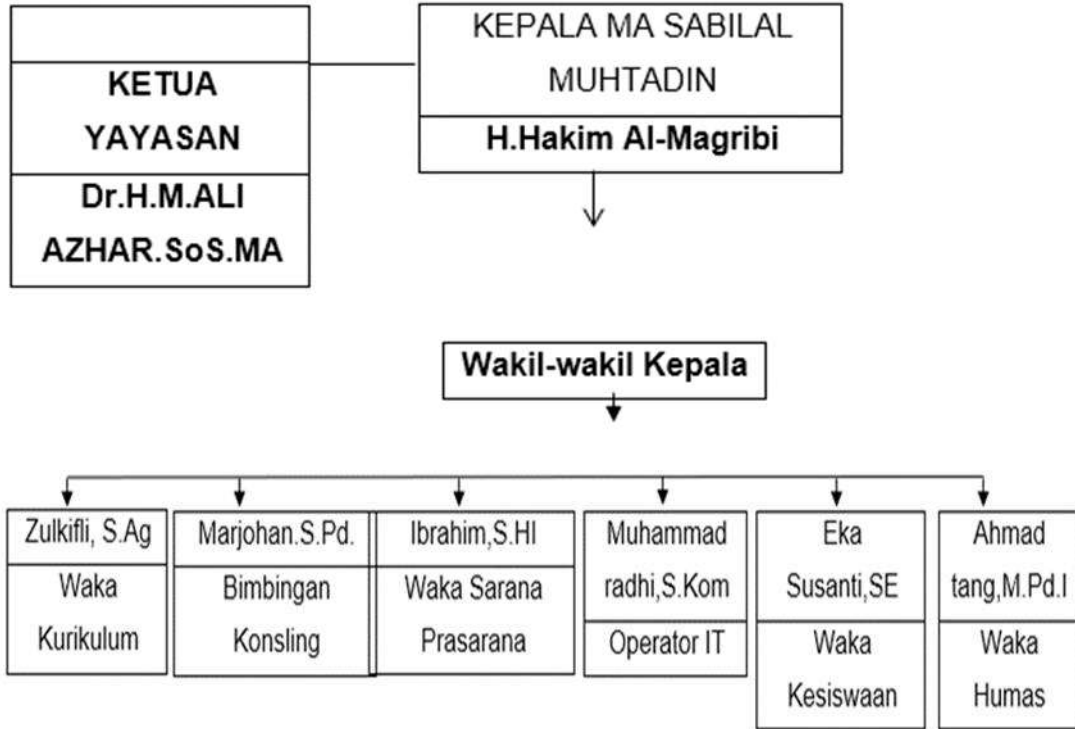 KETUA
YAYASAN
Dr.H.M.ALI
AZHAR.SoS.MA
KEPALA MA SABILAL
MUHTADIN
H.Hakim Al-Magribi
Wakil-wakil Kepala
Zulkifli, S.Ag
Waka
Kurikulum
Marjohan.S.Pd.
Bimbingan
Konsling
Ibrahim,S.HI
Waka Sarana
Prasarana
Muhammad
radhi,S.Kom
Operator IT
Eka
Susanti,SE
Waka
Kesiswaan
Ahmad
tang,M.Pd.I
Waka
Humas